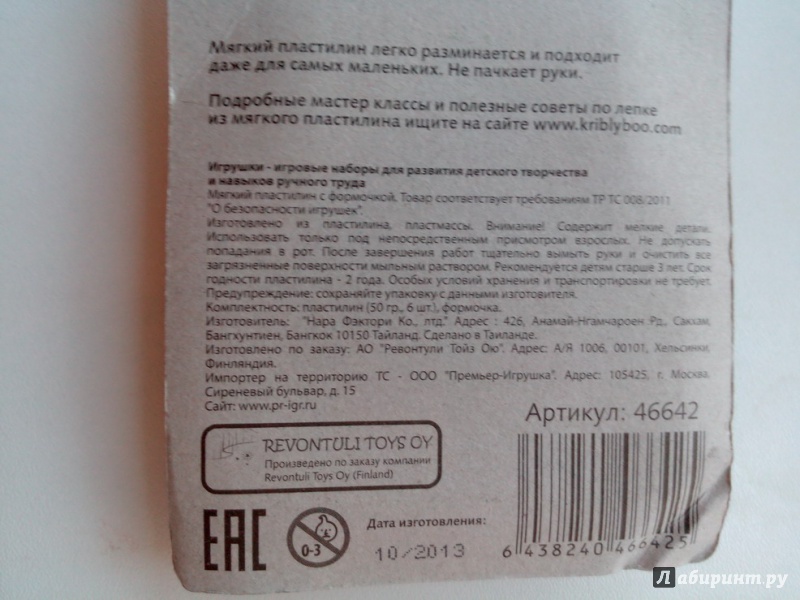 Мягкий пластилин легко разминается и подходит
даже для самых маленьких. Не пачкает руки.
Подробные мастер классы и полезные советы по лепке
из мягкого пластилина ищите на сайте www.kriblyboo.com
Игрушки - игровые наборы для развития детского творчества
и навыков ручного труда
Мягкий пластилин с формочкой. Товар соответствует требованиям ТР ТС 008/2011
"О безопасности игрушек".
Изготовлено из пластилина, пластмассы. Внимание! Содержит мелкие детали.
Использовать только под непосредственным присмотром взрослых. Не допускать
попадания в рот. После завершения работ тщательно вымыть руки и очистить все
загрязненные поверхности мыльным раствором. Рекомендуется детям старше 3 лет. Срок
годности пластилина - 2 года. Особых условий хранения и транспортировки не требует.
Предупреждение: сохраняйте упаковку с данными изготовителя.
Комплектность: пластилин (50 гр., 6 шт.), формочка.
Изготовитель: "Нара Фэктори Ко., лтд." Адрес : 426, Анамай-Нгамчароен Рд., Сакхам,
Бангкхунтиен, Бангкок 10150 Тайланд. Сделано в Таиланде.
Изготовлено по заказу: АО "Ревонтули Тойз Ою". Адрес: А/Я 1006, 00101, Хельсинки,
Финляндия.
Импортер на территорию ТС - ООО "Премьер-Игрушка". Адрес: 105425, г. Москва,
Сиреневый бульвар, д. 15
Сайт: www.pr-igr.ru
Артикул: 46642
REVONTULI TOYS OY
Произведено по заказу компании
Revontuli Toys Oy (Finland)
EAC
0-3
Дата изготовления:
10/2013
6 438240 466425
Лабиринт.ру